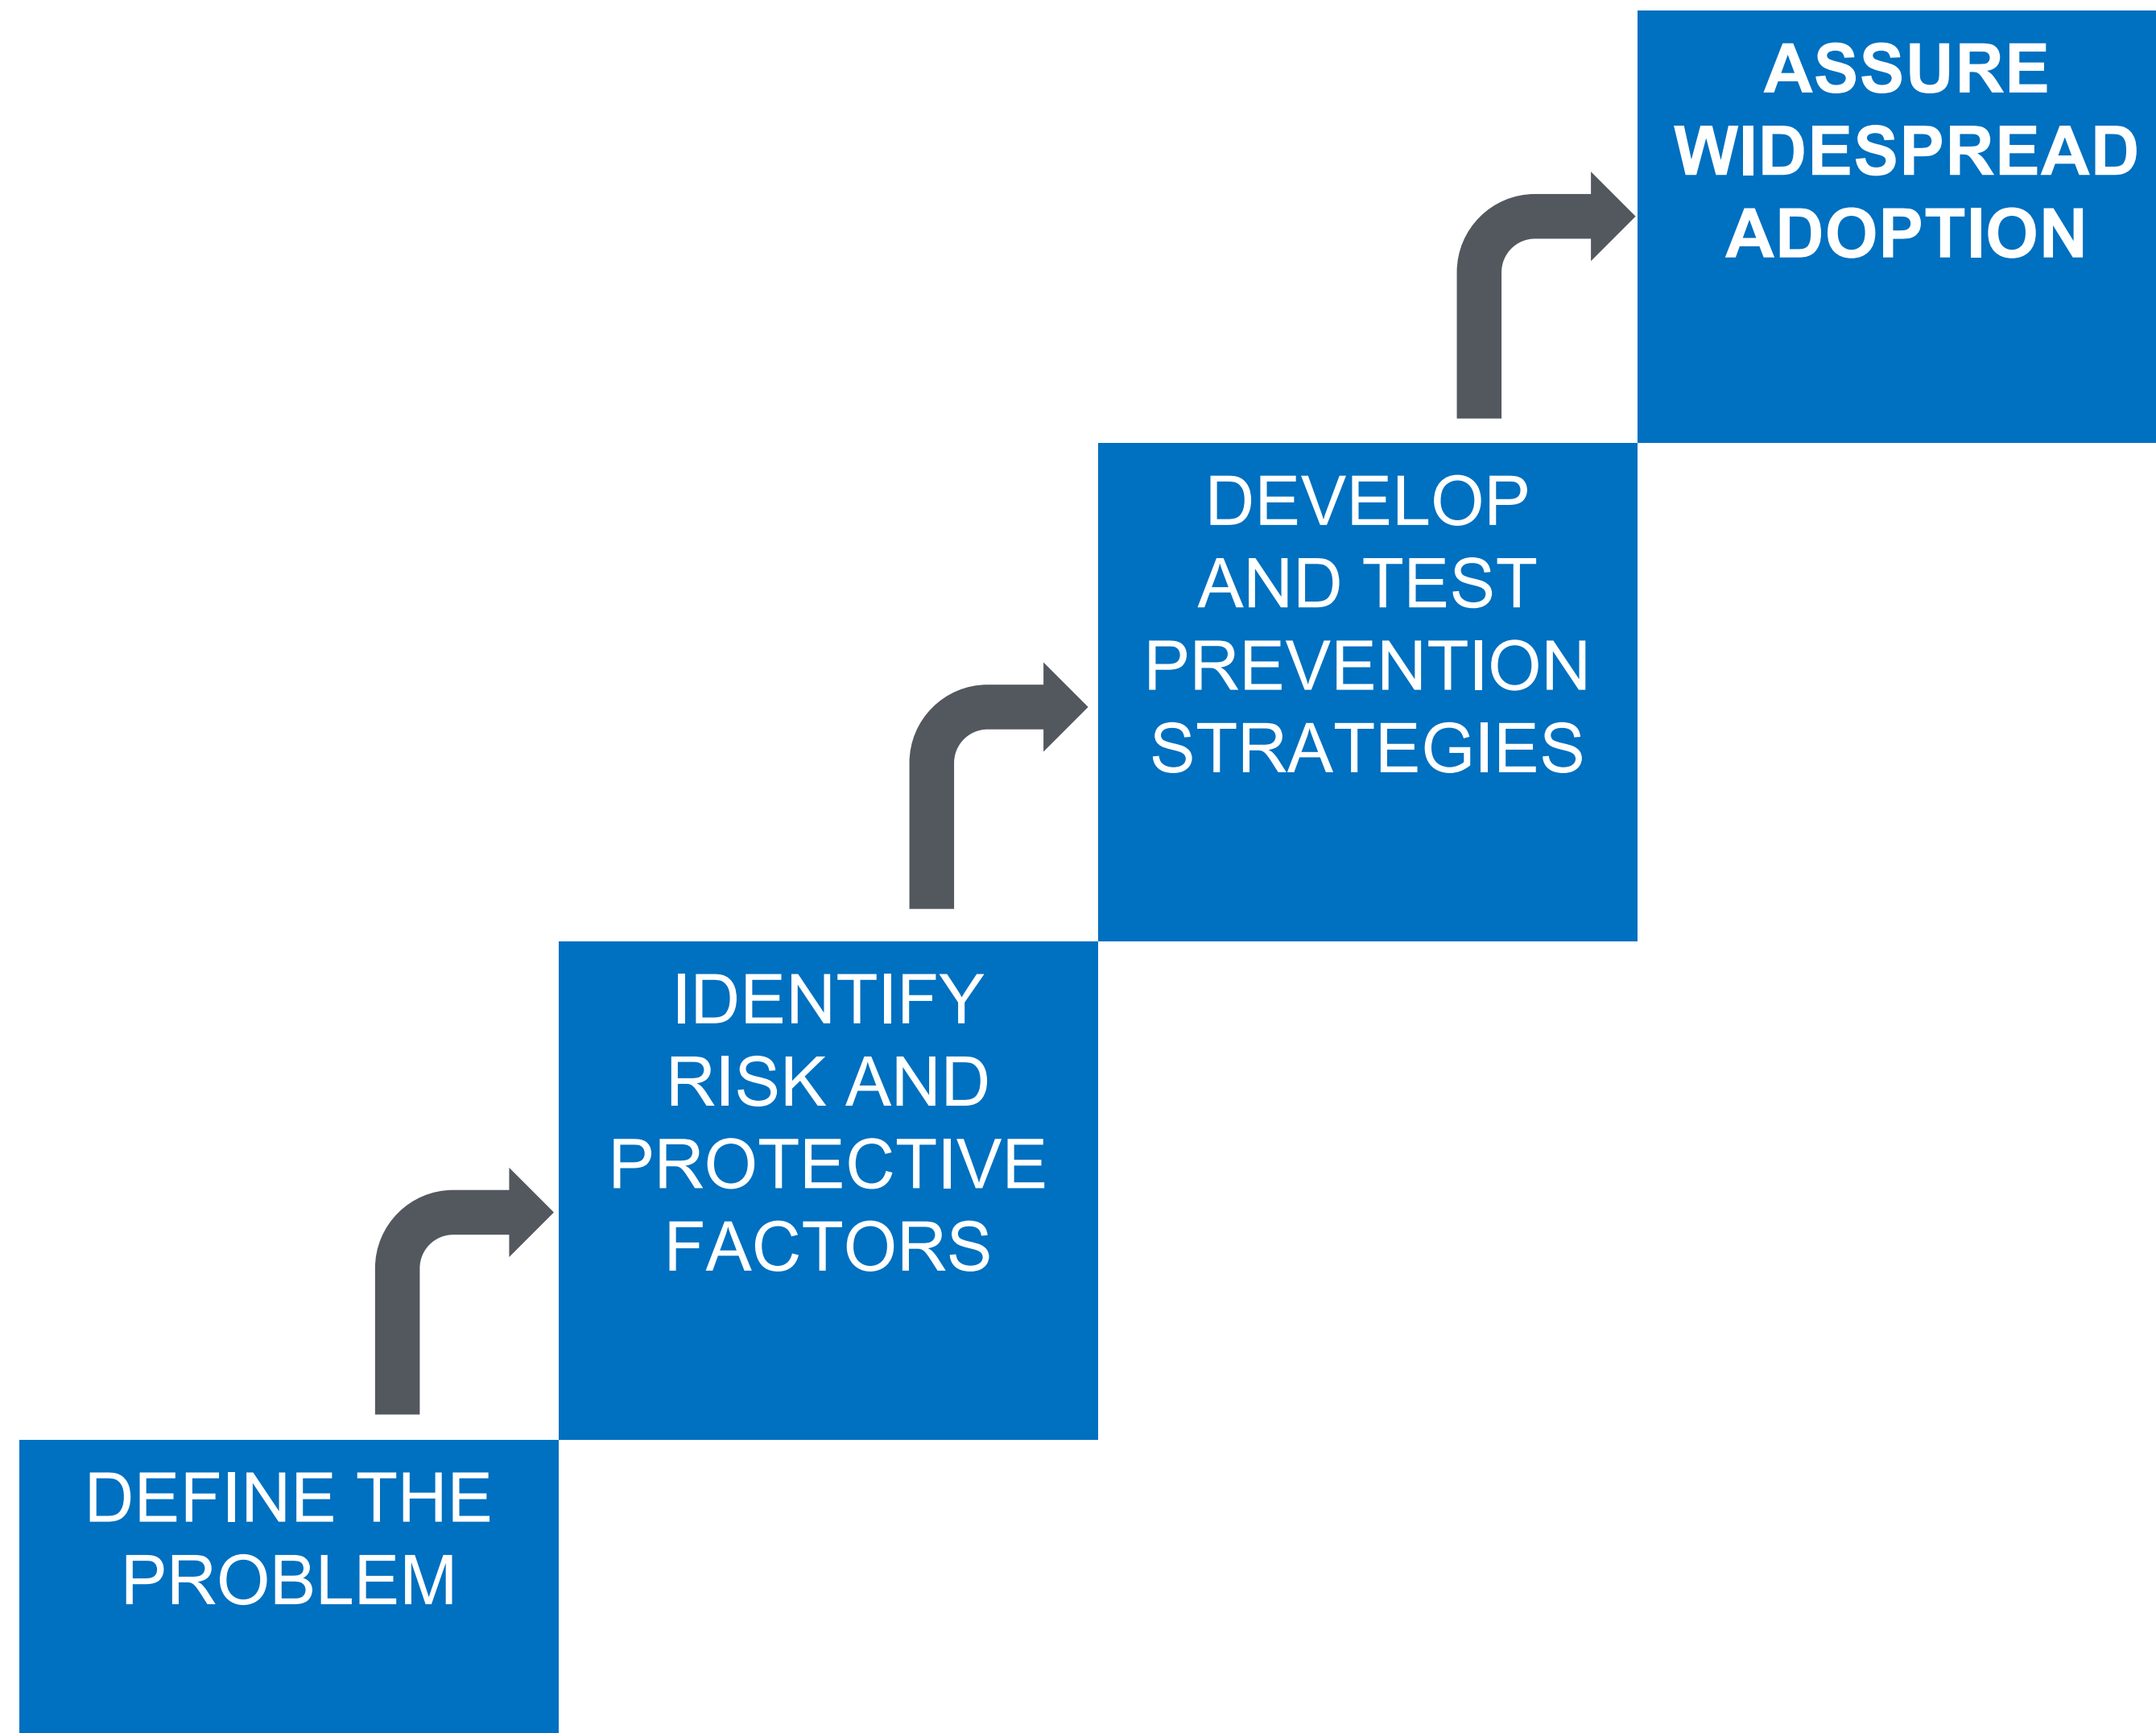 ASSURE
WIDESPREAD
ADOPTION
DEVELOP
AND TEST
PREVENTION
STRATEGIES
IDENTIFY
RISK AND
PROTECTIVE
FACTORS
DEFINE THE
PROBLEM